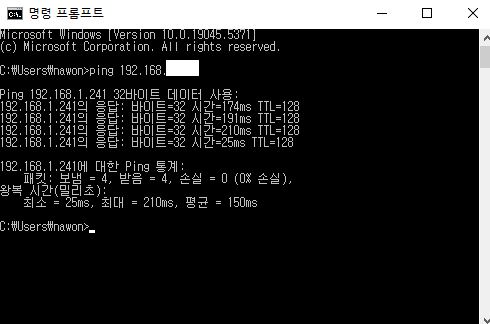 명령 프롬프트
Microsoft Windows [Version 10.0.19045.5371]
(c) Microsoft Corporation. All rights reserved.
C:₩Users₩nawon>ping 192.168.
Ping 192.168.1.241 32바이트 데이터 사용:
192.168.1.241의 응답: 바이트=32 시간=174ms TTL=128
192.168.1.241의 응답: 바이트=32 시간=191ms TTL=128
192.168.1.241의 응답: 바이트=32 시간=210ms TTL=128
192.168.1.241의 응답: 바이트=32 시간=25ms TTL=128
192.168.1.241에 대한 Ping 통계:
패킷: 보냄 = 4, 받음 = 4, 손실 = 0 (0% 손실),
왕복 시간(밀리초):
최소 = 25ms, 최대 = 210ms, 평균 = 150ms
C:₩Users₩nawon>